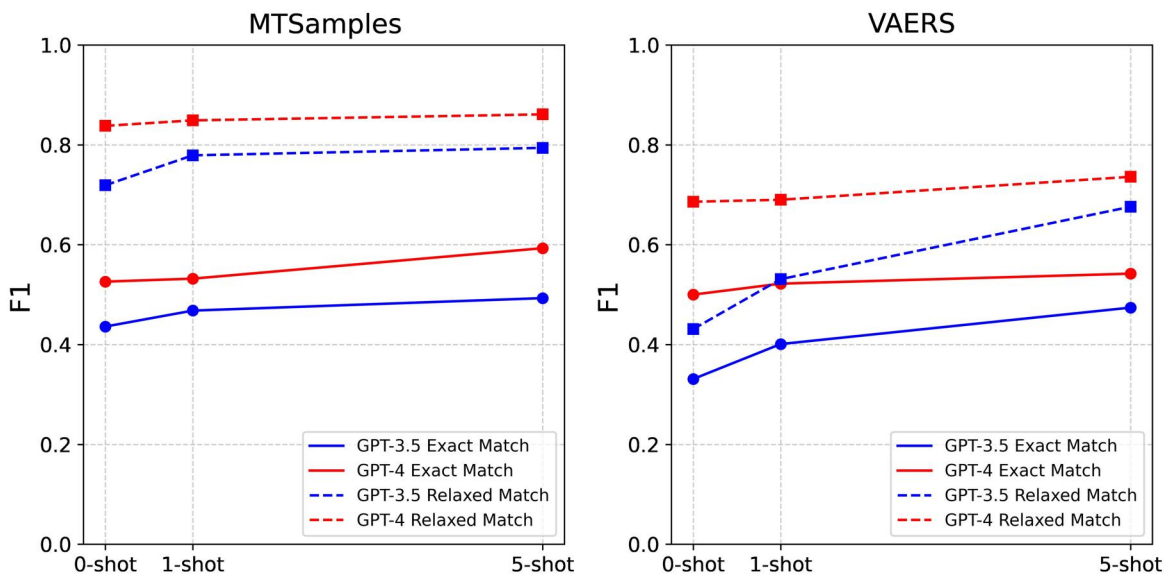 MTSamples
F1
1.0
0.8
0.6
0.4
0.2
0.0
0-shot 1-shot 5-shot
GPT-3.5 Exact Match
GPT-4 Exact Match
GPT-3.5 Relaxed Match
GPT-4 Relaxed Match
VAERS
F1
1.0
0.8
0.6
0.4
0.2
0.0
0-shot 1-shot 5-shot
GPT-3.5 Exact Match
GPT-4 Exact Match
GPT-3.5 Relaxed Match
GPT-4 Relaxed Match